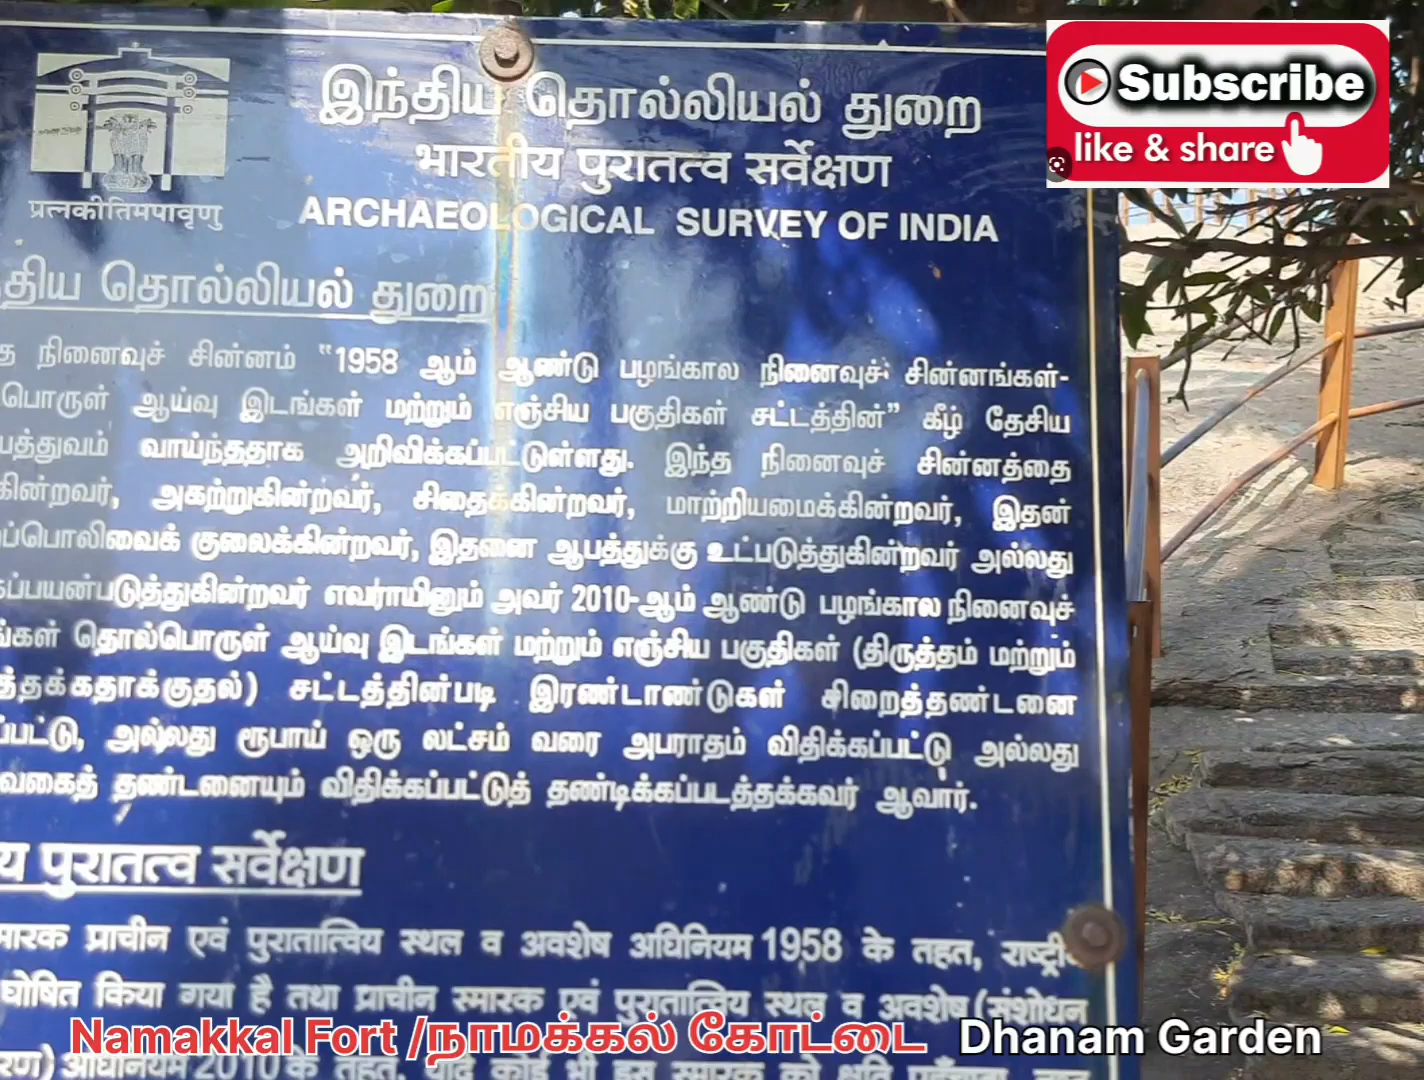 Subscribe
like & share
இந்திய தொல்லியல் துறை
भारतीय पुरातत्व सर्वेक्षण
ARCHAEOLOGICAL SURVEY OF INDIA
प्रत्नकीर्तिमपावृणु
திய தொல்லியல் துறை
நினைவுச் சின்னம் “1958 ஆம் ஆண்டு பழங்கால நினைவுச் சின்னங்கள்-
பொருள் ஆய்வு இடங்கள் மற்றும் எஞ்சிய பகுதிகள் சட்டத்தின்” கீழ் தேசிய
த்துவம் வாய்ந்ததாக அறிவிக்கப்பட்டுள்ளது. இந்த நினைவுச் சின்னத்தை
கின்றவர், அகற்றுகின்றவர், சிதைக்கின்றவர், மாற்றியமைக்கின்றவர், இதன்
ப்பொலிவைக் குலைக்கின்றவர், இதனை ஆபத்துக்கு உட்படுத்துகின்றவர் அல்லது
ப்பயன்படுத்துகின்றவர் எவராயினும் அவர் 2010-ஆம் ஆண்டு பழங்கால நினைவுச்
ங்கள் தொல்பொருள் ஆய்வு இடங்கள் மற்றும் எஞ்சிய பகுதிகள் (திருத்தம் மற்றும்
த்தக்கதாக்குதல்) சட்டத்தின்படி இரண்டாண்டுகள் சிறைத்தண்டனை
ப்பட்டு, அல்லது ரூபாய் ஒரு லட்சம் வரை அபராதம் விதிக்கப்பட்டு அல்லது
வகைத் தண்டனையும் விதிக்கப்பட்டுத் தண்டிக்கப்படத்தக்கவர் ஆவார்.
य पुरातत्व सर्वेक्षण
मारक प्राचीन एवं पुरातात्विय स्थल व अवशेष अधिनियम 1958 के तहत, राष्ट्रीय
घोषित किया गया है तथा प्राचीन स्मारक एवं पुरातात्विय स्थल व अवशेष (संशोधन
Namakkal Fort /நாமக்கல் கோட்டை Dhanam Garden
अधिनियम 2010 के तहत, यदि कोई भी इस स्मारक को क्षति